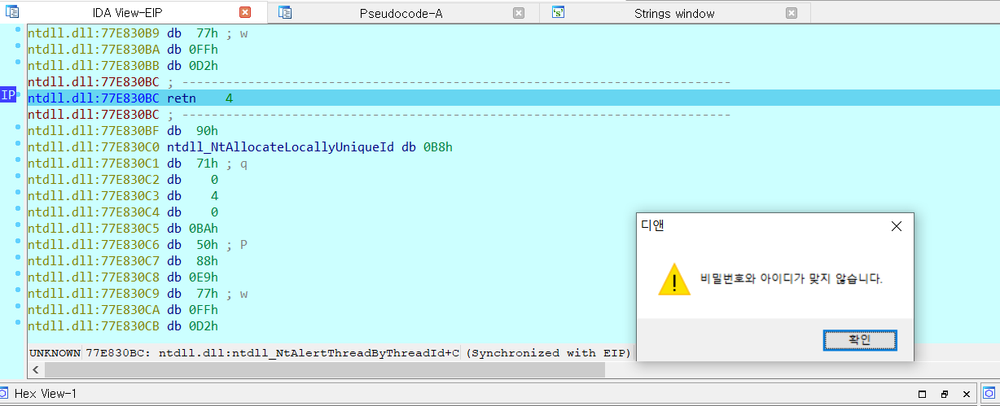 IDA View-EIP
Pseudocode-A
Strings window
ntdll.dll:77E830B9 db 77h ; w
ntdll.dll:77E830BA db 0FFh
ntdll.dll:77E830BB db 0D2h
ntdll.dll:77E830BC ; ---------------------------------------------------------------------------
IP
ntdll.dll:77E830BC retn 4
ntdll.dll:77E830BC ; ---------------------------------------------------------------------------
ntdll.dll:77E830BF db 90h
ntdll.dll:77E830C0 ntdll_NtAllocateLocallyUniqueId db 0B8h
ntdll.dll:77E830C1 db 71h ; q
ntdll.dll:77E830C2 db 0
ntdll.dll:77E830C3 db 4
ntdll.dll:77E830C4 db 0
ntdll.dll:77E830C5 db 0BAh
ntdll.dll:77E830C6 db 50h ; P
ntdll.dll:77E830C7 db 88h
ntdll.dll:77E830C8 db 0E9h
ntdll.dll:77E830C9 db 77h ; w
ntdll.dll:77E830CA db 0FFh
ntdll.dll:77E830CB db 0D2h
디앤
비밀번호와 아이디가 맞지 않습니다.
확인
UNKNOWN 77E830BC: ntdll.dll:ntdll_NtAlertThreadByThreadId+C (Synchronized with EIP)
Hex View-1